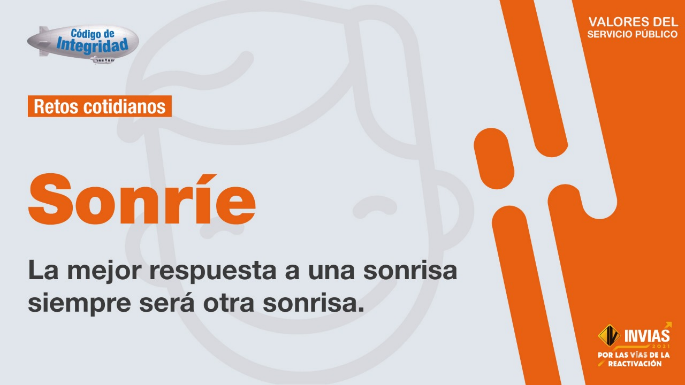 Código de
Integridad
VALORES DEL
SERVICIO PÚBLICO
Retos cotidianos
Sonríe
La mejor respuesta a una sonrisa
siempre será otra sonrisa.
INVIAS
2021
POR LAS VÍAS DE LA
REACTIVACIÓN